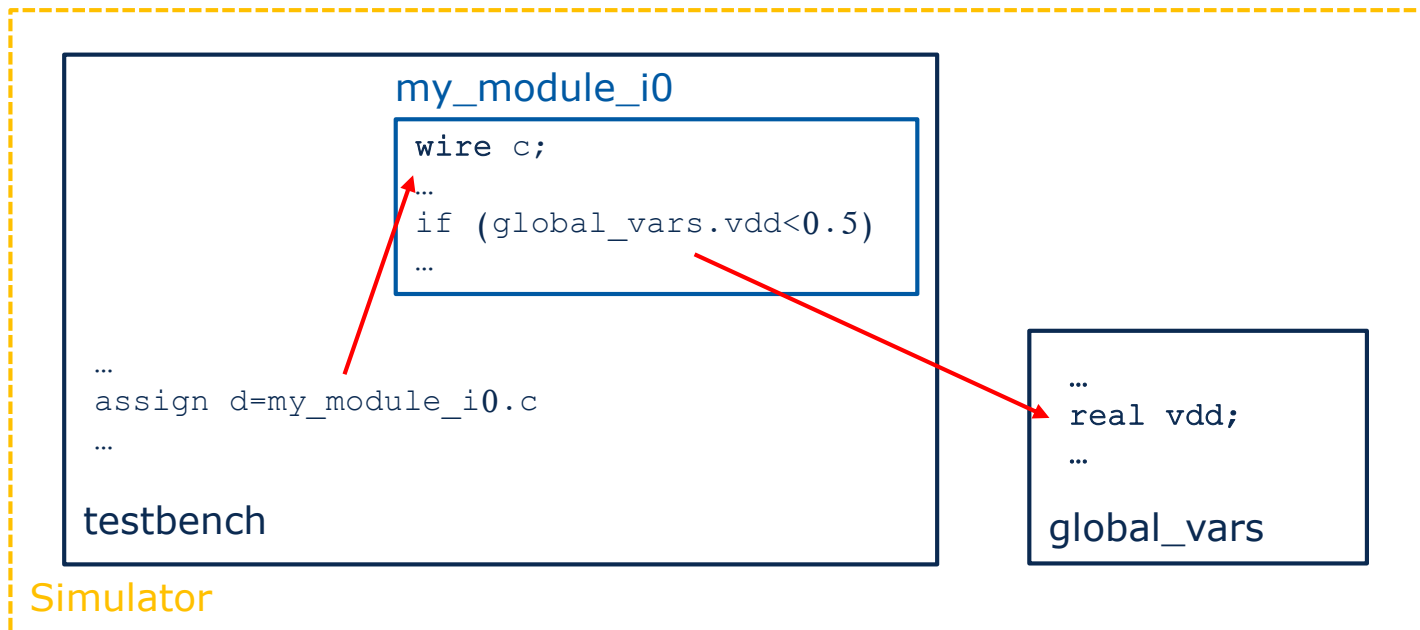 my_module_i0
wire c;
…
if (global_vars.vdd<0.5)
…
…
assign d=my_module_i0.c
…
testbench
…
real vdd;
…
global_vars
Simulator